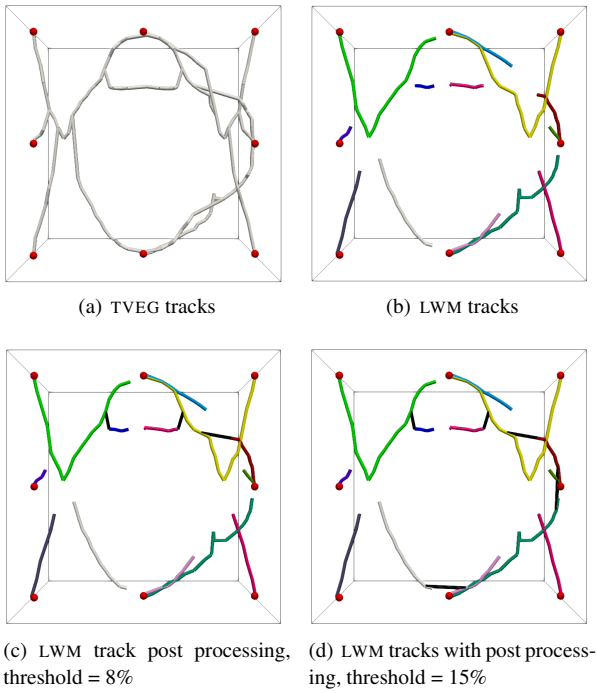 (a) TVEG tracks
(b) LWM tracks
(c) LWM track post processing,
threshold = 8%
(d) LWM tracks with post process-
ing, threshold = 15%